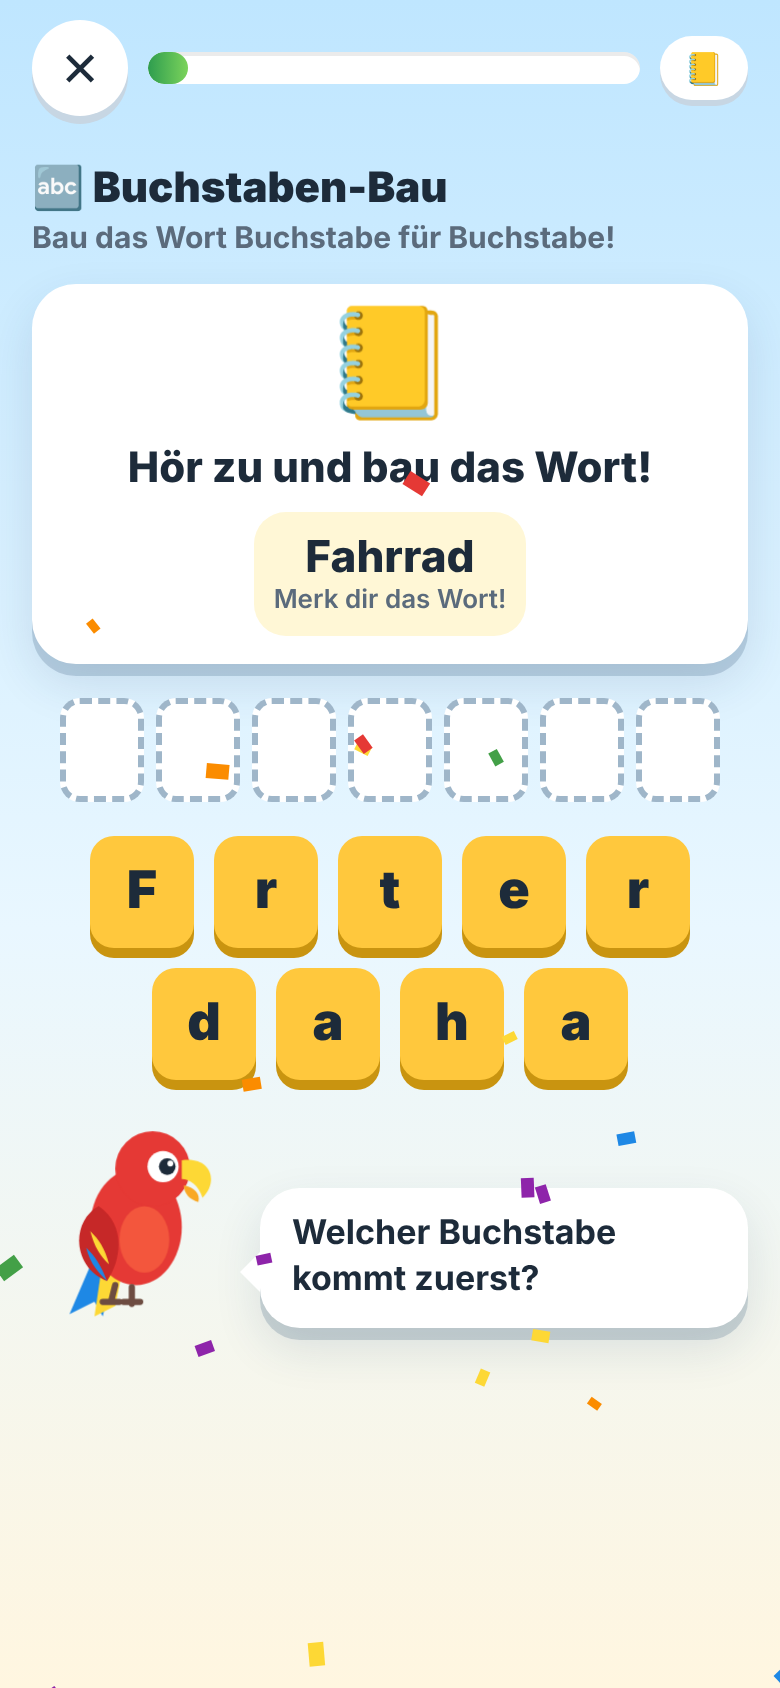 abc Buchstaben-Bau
Bau das Wort Buchstabe für Buchstabe!
Hör zu und bau das Wort!
Fahrrad
Merk dir das Wort!
F r t e r
d a h a
Welcher Buchstabe
kommt zuerst?